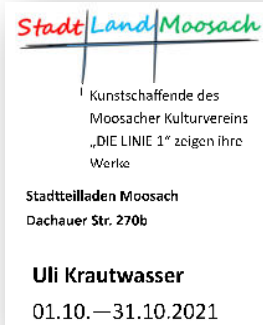 Stadt Land Moosach
Kunstschaffende des
Moosacher Kulturvereins
„DIE LINIE 1“ zeigen ihre
Werke
Stadtteilladen Moosach
Dachauer Str. 270b
Uli Krautwasser
01.10.—31.10.2021